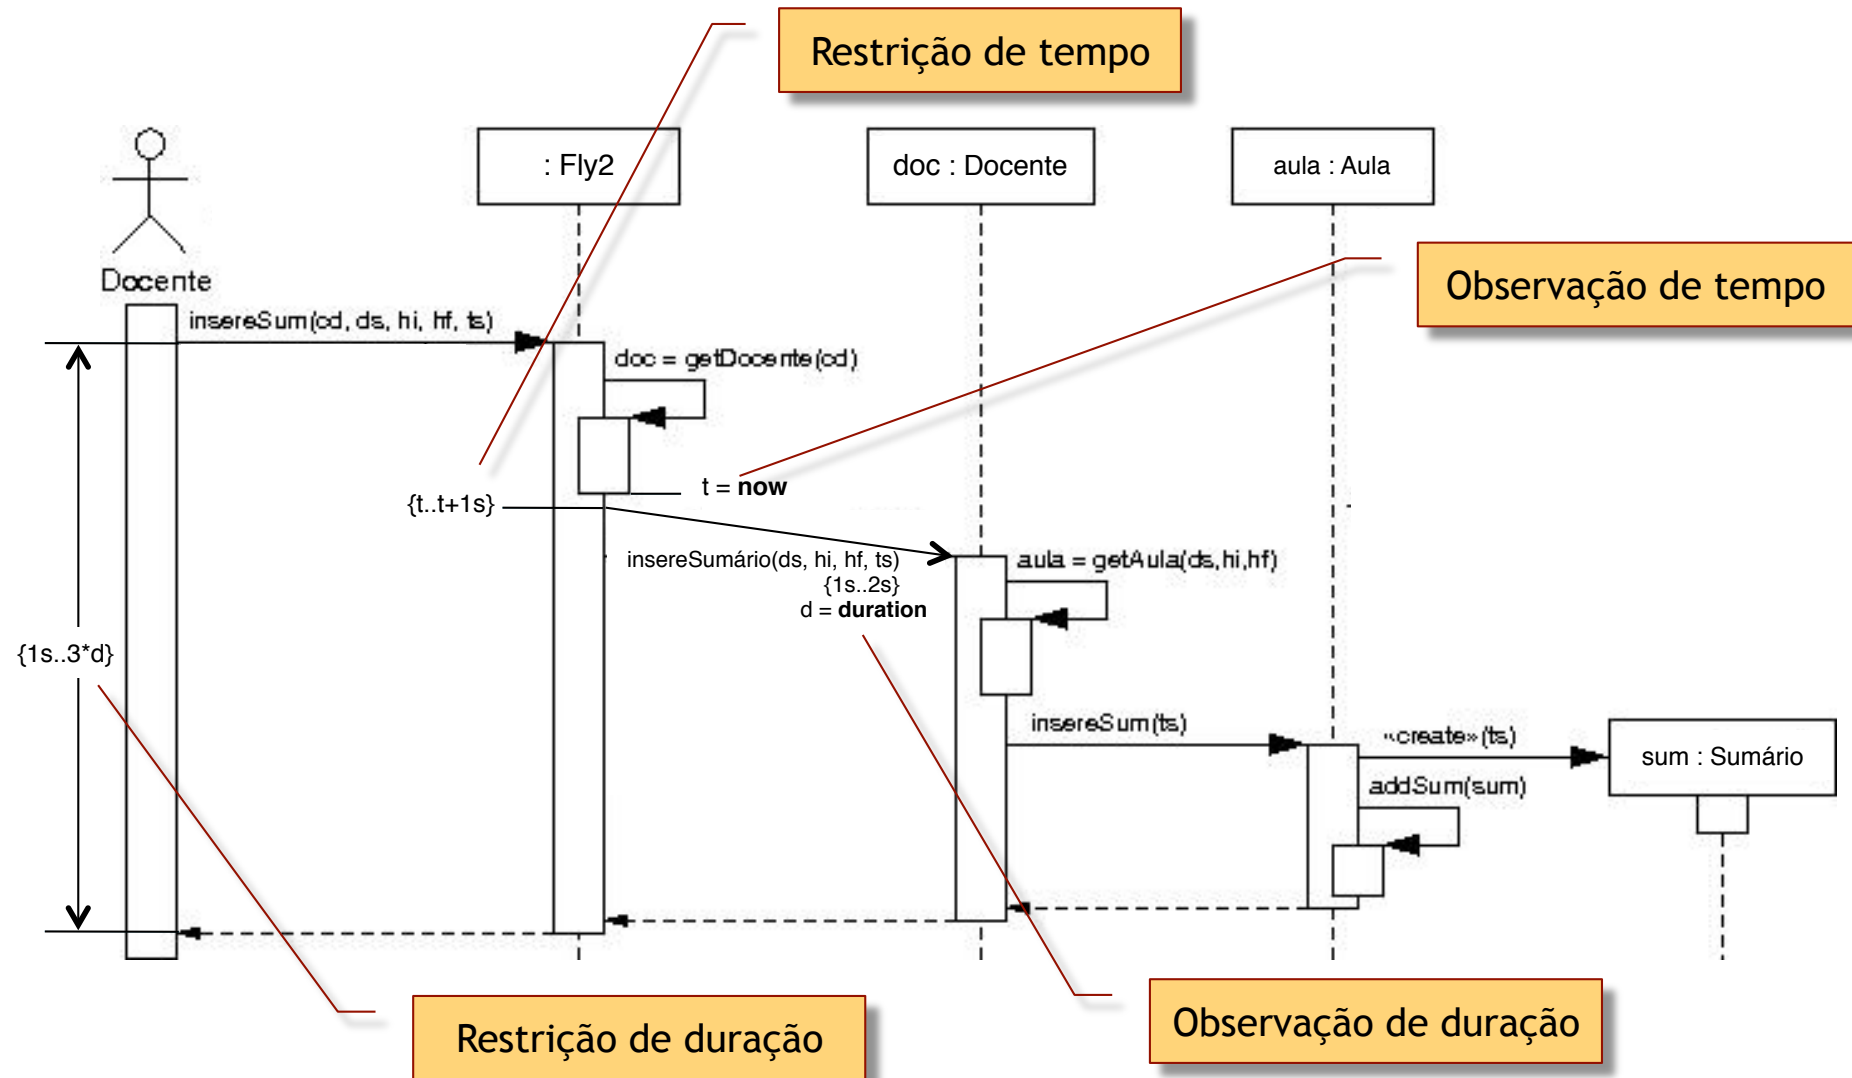 Restrição de tempo
: Fly2
doc : Docente
aula : Aula
Docente
Observação de tempo
insereSum(cd, ds, hi, hf, ts)
doc = getDocente(cd)
t = now
{t..t+1s}
insereSumário(ds, hi, hf, ts)
{1s..2s}
d = duration
aula = getAula(ds,hi,hf)
{1s..3*d}
insereSum(ts)
«create»(ts)
sum : Sumário
addSum(sum)
Restrição de duração
Observação de duração